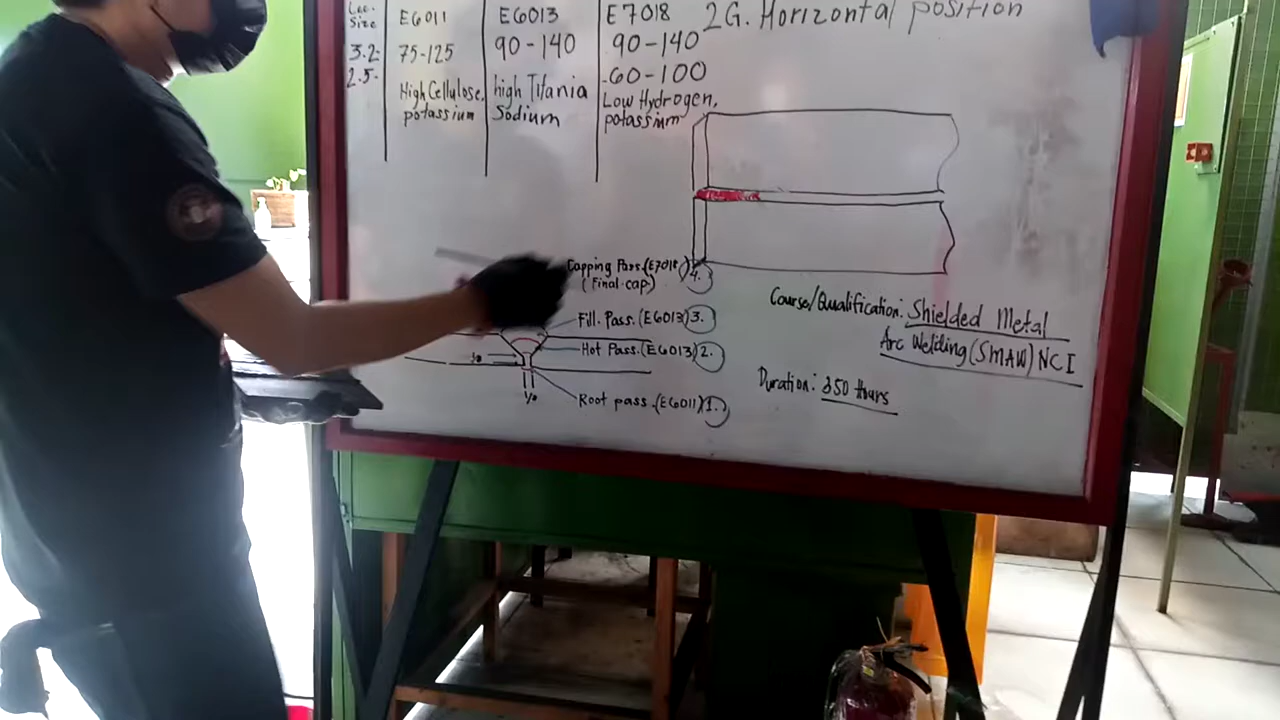 Size
E6011
E6013
E7018
2G. Horizontal position
3.2-
75-125
90-140
90-140
2.5-
-60-100
High Cellulose,
potassium
high Titania
Sodium
Low Hydrogen,
potassium
Capping Pass.(E7018) 4.
(Final cap)
Fill. Pass. (E6013) 3.
Hot Pass. (E6013) 2.
Root pass. (E6011) 1.
1/8
Course/Qualification: Shielded Metal
Arc Welding (SMAW) NC I
Duration: 350 Hours